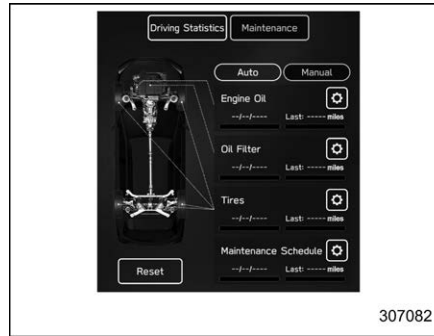 Driving Statistics Maintenance
Auto Manual
Engine Oil
--/--/---- Last: ----- miles
Oil Filter
--/--/---- Last: ----- miles
Tires
--/--/---- Last: ----- miles
Maintenance Schedule
--/--/---- Last: ----- miles
Reset
307082